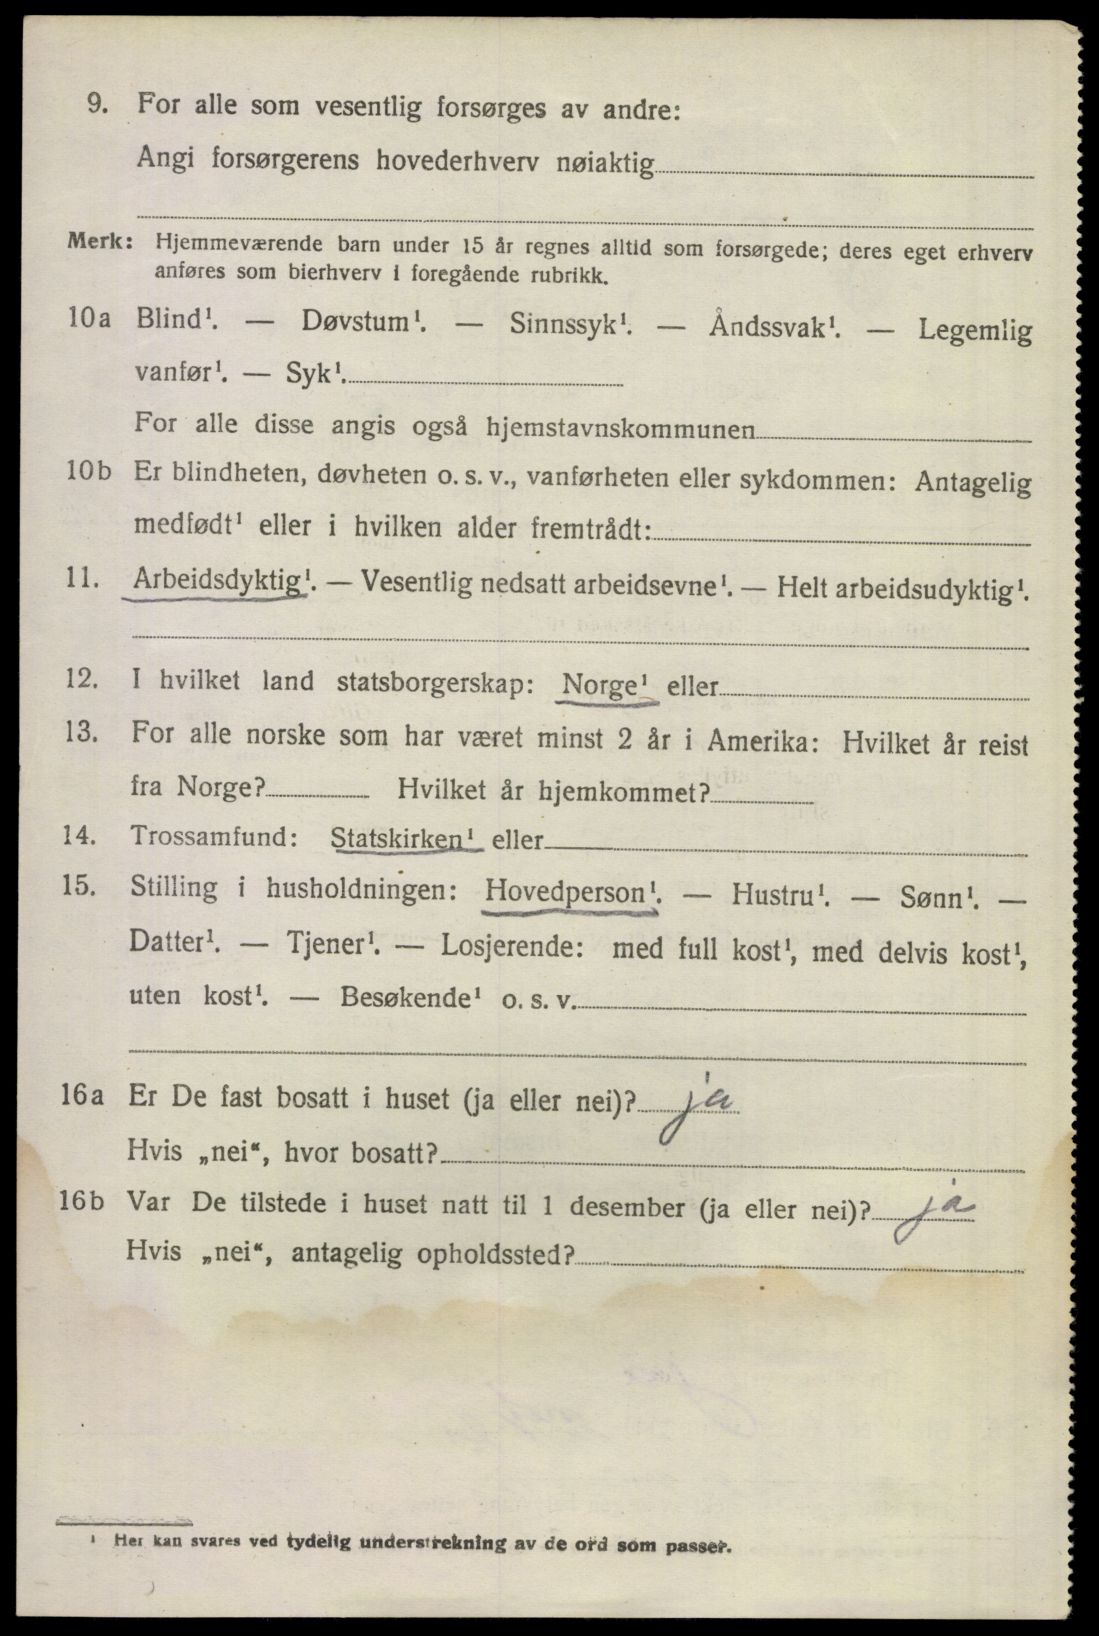 9. For alle som vesentlig forsørges av andre:
Angi forsørgerens hovederhverv nøiaktig
Merk: Hjemmeværende barn under 15 år regnes alltid som forsørgede; deres eget erhverv
anføres som bierhverv i foregående rubrikk.
10a Blind¹. — Døvstum¹. — Sinnssyk¹. — Åndssvak¹. — Legemlig
vanfør¹. — Syk¹.
For alle disse angis også hjemstavnskommunen
10b Er blindheten, døvheten o. s. v., vanførheten eller sykdommen: Antagelig
medfødt¹ eller i hvilken alder fremtrådt:
11. Arbeidsdyktig¹. — Vesentlig nedsatt arbeidsevne¹. — Helt arbeidsudyktig¹.
12. I hvilket land statsborgerskap: Norge¹ eller
13. For alle norske som har været minst 2 år i Amerika: Hvilket år reist
fra Norge? Hvilket år hjemkommet?
14. Trossamfund: Statskirken¹ eller
15. Stilling i husholdningen: Hovedperson¹. — Hustru¹. — Sønn¹. —
Datter¹. — Tjener¹. — Losjerende: med full kost¹, med delvis kost¹,
uten kost¹. — Besøkende¹ o. s. v.
16a Er De fast bosatt i huset (ja eller nei)? ja
Hvis „nei“, hvor bosatt?
16b Var De tilstede i huset natt til 1 desember (ja eller nei)? ja
Hvis „nei“, antagelig opholdssted?
¹ Her kan svares ved tydelig understrekning av de ord som passer.